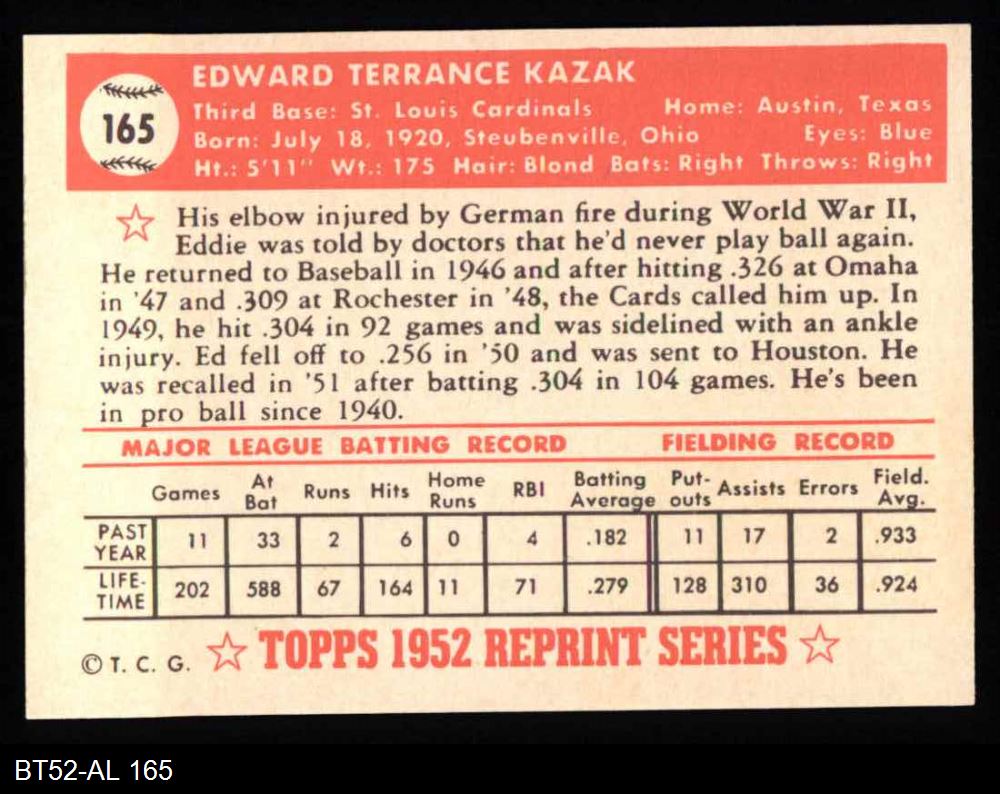 165
EDWARD TERRANCE KAZAK
Third Base: St. Louis Cardinals Home: Austin, Texas
Born: July 18, 1920, Steubenville, Ohio Eyes: Blue
Ht.: 5'11" Wt.: 175 Hair: Blond Bats: Right Throws: Right
His elbow injured by German fire during World War II,
Eddie was told by doctors that he'd never play ball again.
He returned to Baseball in 1946 and after hitting .326 at Omaha
in '47 and .309 at Rochester in '48, the Cards called him up. In
1949, he hit .304 in 92 games and was sidelined with an ankle
injury. Ed fell off to .256 in '50 and was sent to Houston. He
was recalled in '51 after batting .304 in 104 games. He's been
in pro ball since 1940.
MAJOR LEAGUE BATTING RECORD FIELDING RECORD
Games At Bat Runs Hits Home Runs RBI Batting Average Put-outs Assists Errors Field. Avg.
PAST YEAR 11 33 2 6 0 4 .182 11 17 2 .933
LIFE-TIME 202 588 67 164 11 71 .279 128 310 36 .924
© T. C. G. ☆ TOPPS 1952 REPRINT SERIES ☆
BT52-AL 165